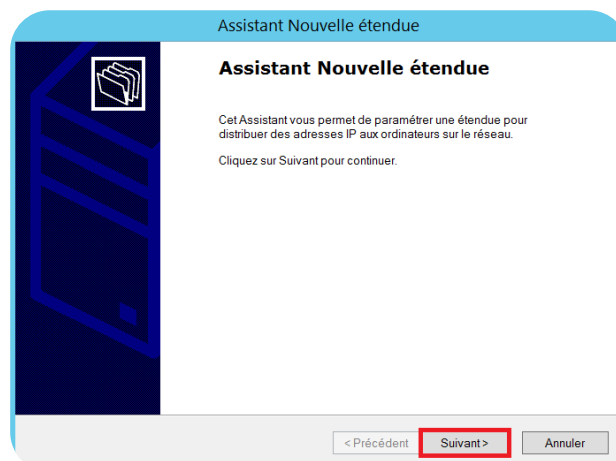 Assistant Nouvelle étendue
Assistant Nouvelle étendue
Cet Assistant vous permet de paramétrer une étendue pour
distribuer des adresses IP aux ordinateurs sur le réseau.
Cliquez sur Suivant pour continuer.
< Précédent Suivant > Annuler